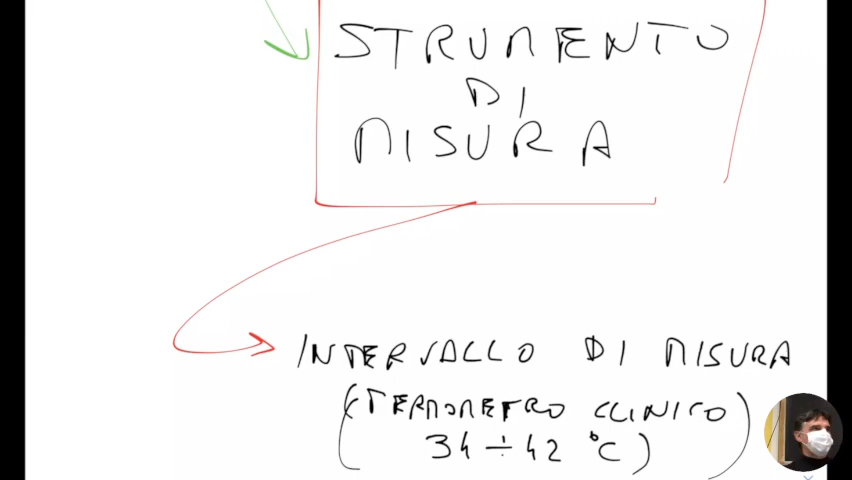 STRUMENTO
DI
MISURA
INTERVALLO DI MISURA
(TERMOMETRO CLINICO
34 ÷ 42 °C)